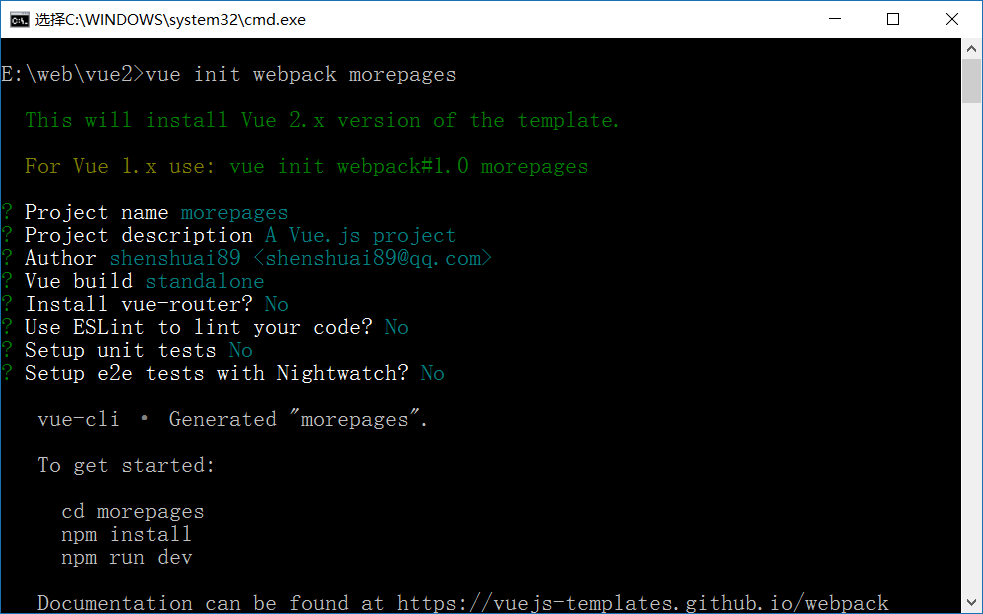 选择C:\WINDOWS\system32\cmd.exe
E:\web\vue2>vue init webpack morepages
This will install Vue 2.x version of the template.
For Vue 1.x use: vue init webpack#1.0 morepages
? Project name morepages
? Project description A Vue.js project
? Author shenshuai89 <shenshuai89@qq.com>
? Vue build standalone
? Install vue-router? No
? Use ESLint to lint your code? No
? Setup unit tests No
? Setup e2e tests with Nightwatch? No
vue-cli · Generated "morepages".
To get started:
cd morepages
npm install
npm run dev
Documentation can be found at https://vuejs-templates.github.io/webpack